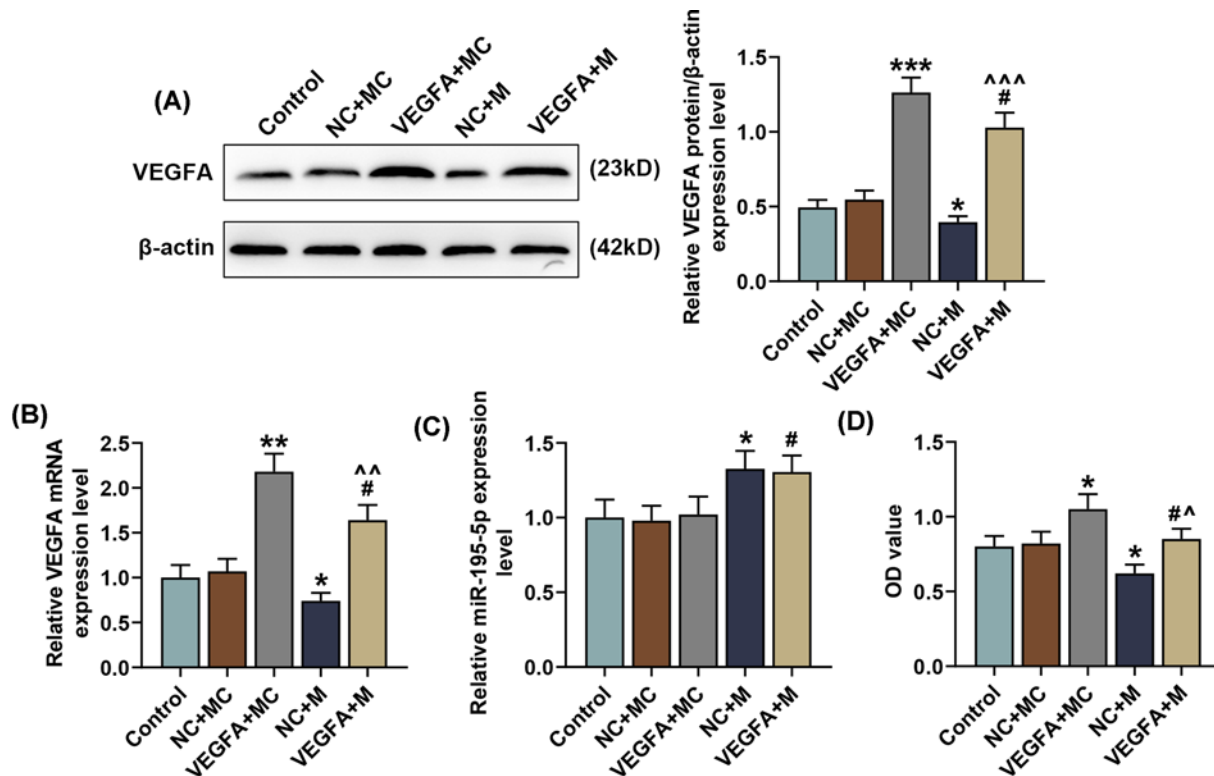 (A)
Control
NC+MC
VEGFA+MC
NC+M
VEGFA+M
VEGFA
(23kD)
β-actin
(42kD)
Relative VEGFA protein/β-actin
expression level
1.5
1.0
0.5
0.0
***
*
^^^
#
Control
NC+MC
VEGFA+MC
NC+M
VEGFA+M
(B)
Relative VEGFA mRNA
expression level
2.5
2.0
1.5
1.0
0.5
0.0
**
*
^^
#
Control
NC+MC
VEGFA+MC
NC+M
VEGFA+M
(C)
Relative miR-195-5p expression
level
1.5
1.0
0.5
0.0
*
#
Control
NC+MC
VEGFA+MC
NC+M
VEGFA+M
(D)
OD value
1.5
1.0
0.5
0.0
*
*
#^
Control
NC+MC
VEGFA+MC
NC+M
VEGFA+M